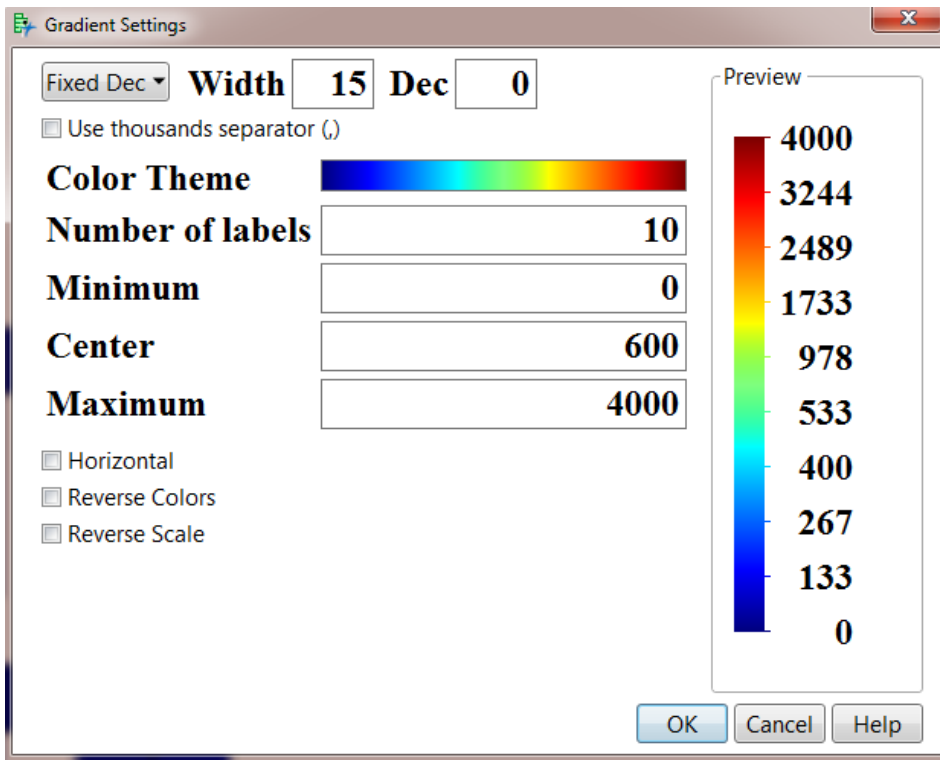 Gradient Settings
Fixed Dec Width 15 Dec 0
Use thousands separator (,)
Color Theme
Number of labels 10
Minimum 0
Center 600
Maximum 4000
Horizontal
Reverse Colors
Reverse Scale
Preview
4000
3244
2489
1733
978
533
400
267
133
0
OK Cancel Help